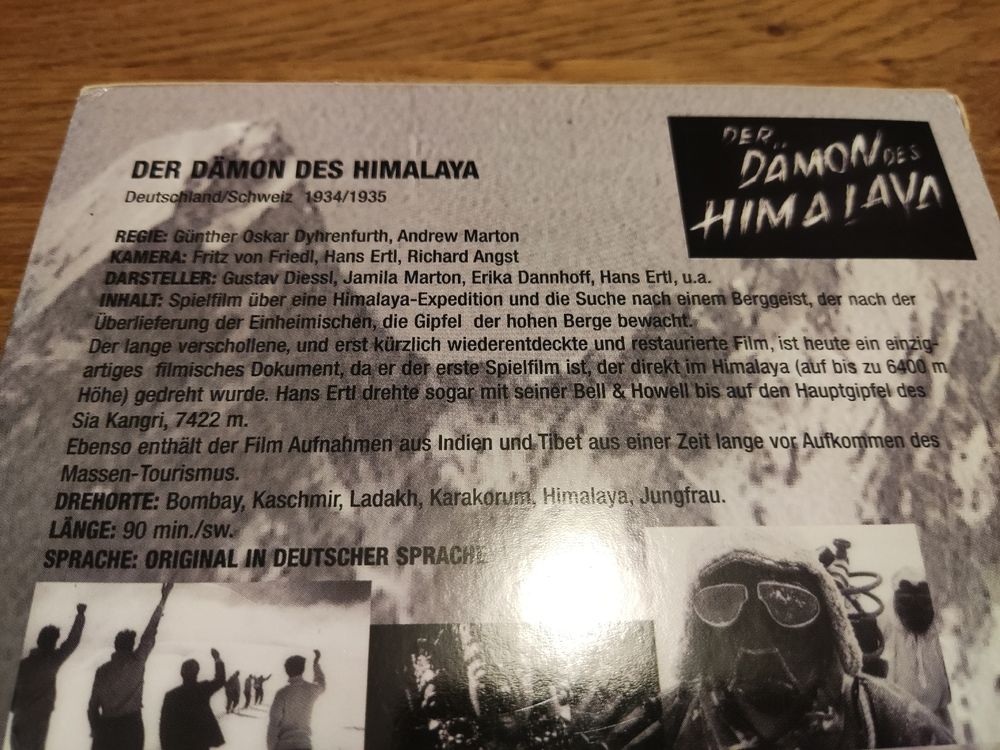 DER DÄMON DES HIMALAYA
Deutschland/Schweiz 1934/1935
DER DÄMON DES HIMALAYA
REGIE: Günther Oskar Dyhrenfurth, Andrew Marton
KAMERA: Fritz von Friedl, Hans Ertl, Richard Angst
DARSTELLER: Gustav Diessl, Jamila Marton, Erika Dannhoff, Hans Ertl, u.a.
INHALT: Spielfilm über eine Himalaya-Expedition und die Suche nach einem Berggeist, der nach der
Überlieferung der Einheimischen, die Gipfel der hohen Berge bewacht.
Der lange verschollene, und erst kürzlich wiederentdeckte und restaurierte Film, ist heute ein einzig-
artiges filmisches Dokument, da er der erste Spielfilm ist, der direkt im Himalaya (auf bis zu 6400 m
Höhe) gedreht wurde. Hans Ertl drehte sogar mit seiner Bell & Howell bis auf den Hauptgipfel des
Sia Kangri, 7422 m.
Ebenso enthält der Film Aufnahmen aus Indien und Tibet aus einer Zeit lange vor Aufkommen des
Massen-Tourismus.
DREHORTE: Bombay, Kaschmir, Ladakh, Karakorum, Himalaya, Jungfrau.
LÄNGE: 90 min./sw.
SPRACHE: ORIGINAL IN DEUTSCHER SPRACHE